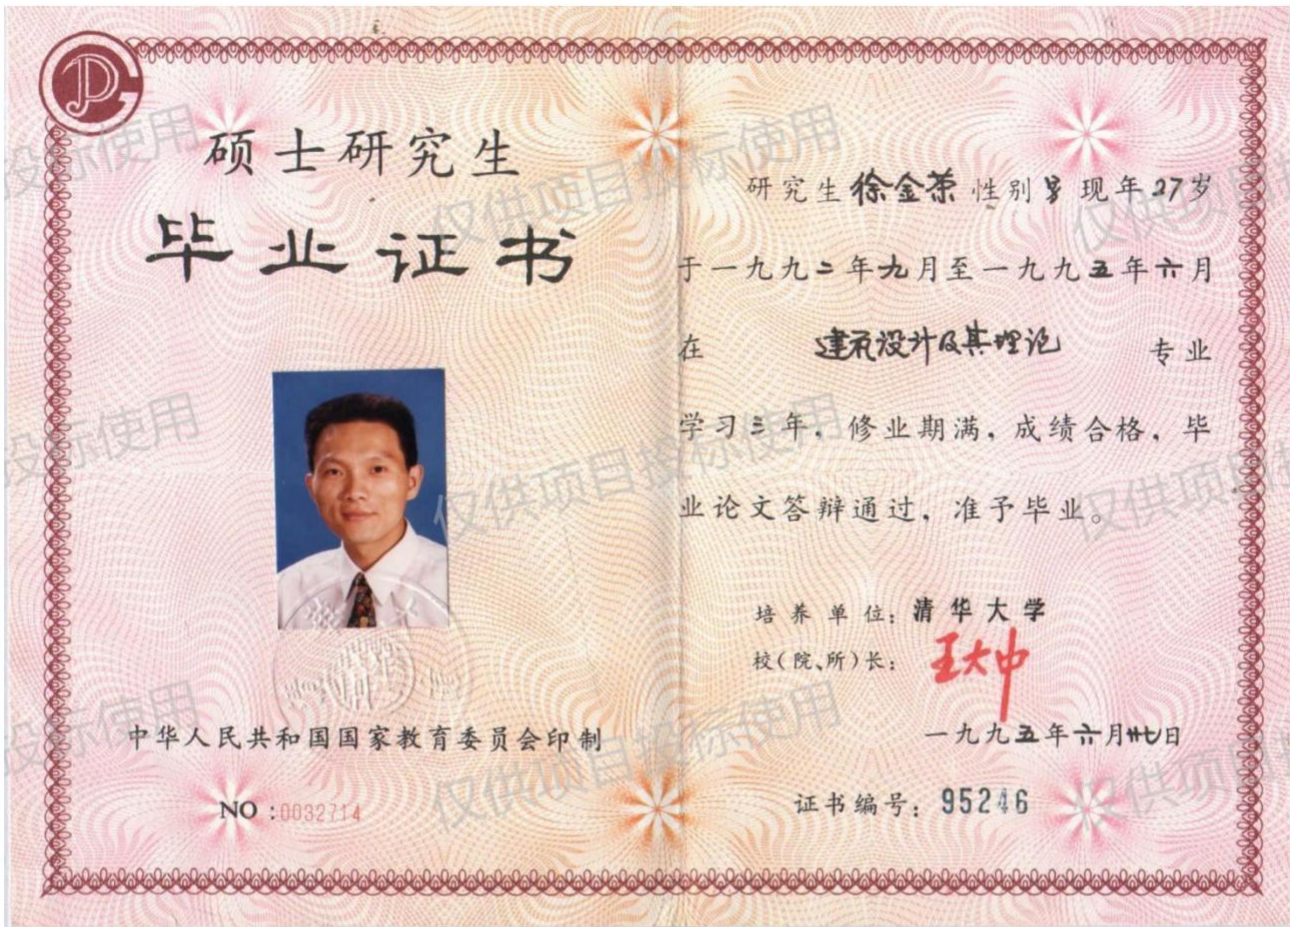 硕士研究生
毕业证书
中华人民共和国国家教育委员会印制
NO：0032714
研究生徐金荣性别男现年27岁
于一九九二年九月至一九九五年六月
在 建筑设计及其理论 专业
学习三年，修业期满，成绩合格，毕
业论文答辩通过，准予毕业。
培养单位：清华大学
校（院、所）长：王大中
一九九五年六月廿七日
证书编号：95246
仅供项目投标使用